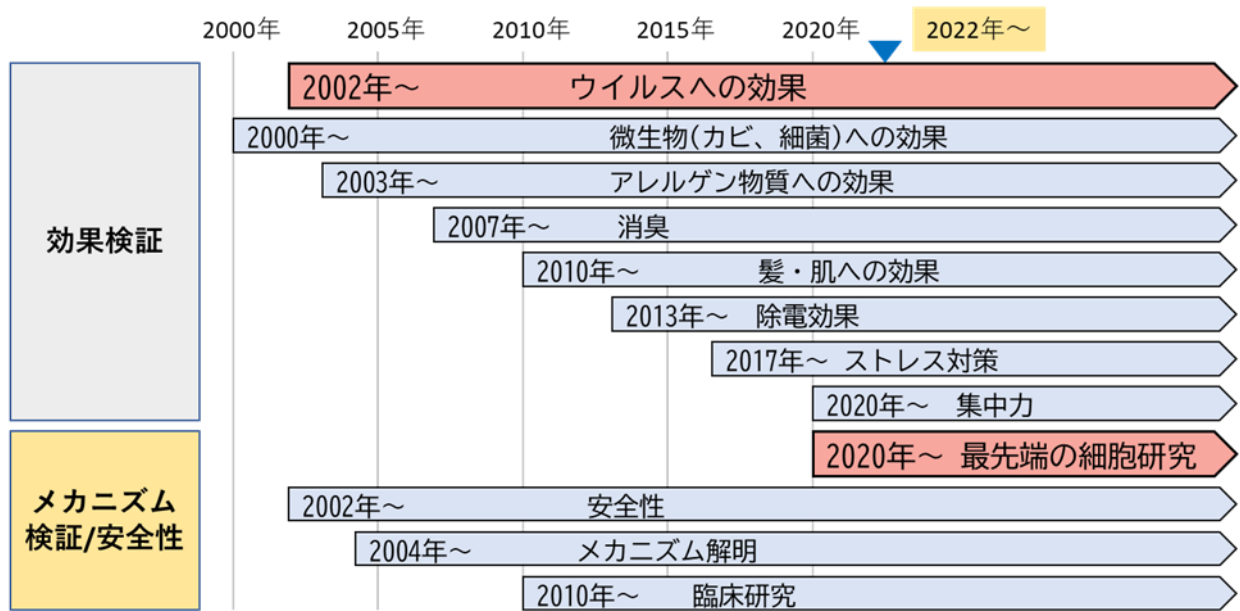 2000年 2005年 2010年 2015年 2020年 2022年～
効果検証
2002年～ ウイルスへの効果
2000年～ 微生物(カビ、細菌)への効果
2003年～ アレルゲン物質への効果
2007年～ 消臭
2010年～ 髪・肌への効果
2013年～ 除電効果
2017年～ ストレス対策
2020年～ 集中力
メカニズム
検証/安全性
2020年～ 最先端の細胞研究
2002年～ 安全性
2004年～ メカニズム解明
2010年～ 臨床研究